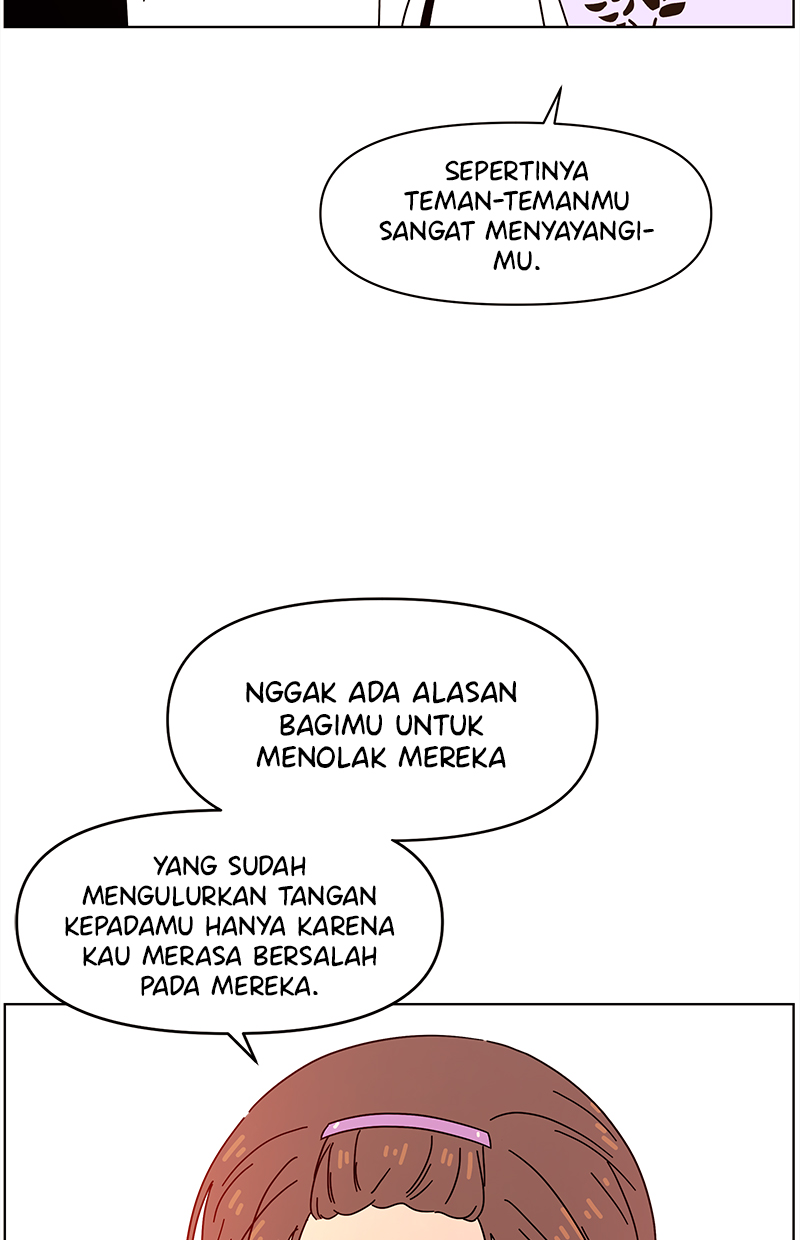 SEPERTINYA
TEMAN-TEMANMU
SANGAT MENYAYANGI-
MU.
NGGAK ADA ALASAN
BAGIMU UNTUK
MENOLAK MEREKA
YANG SUDAH
MENGULURKAN TANGAN
KEPADAMU HANYA KARENA
KAU MERASA BERSALAH
PADA MEREKA.